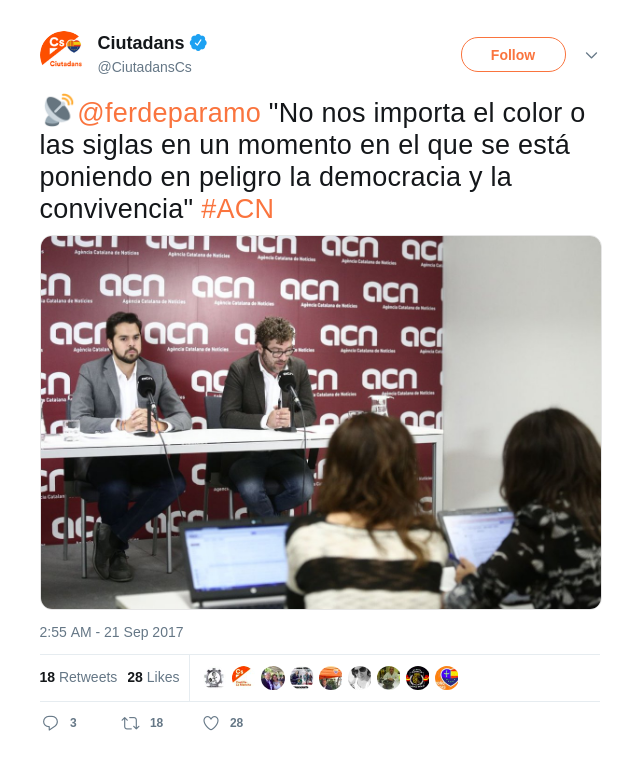 Cs
Ciutadans
Ciutadans
@CiutadansCs
Follow
@ferdeparamo "No nos importa el color o
las siglas en un momento en el que se está
poniendo en peligro la democracia y la
convivencia" #ACN
acn
Agència Catalana de Notícies
2:55 AM - 21 Sep 2017
18 Retweets 28 Likes
3 18 28